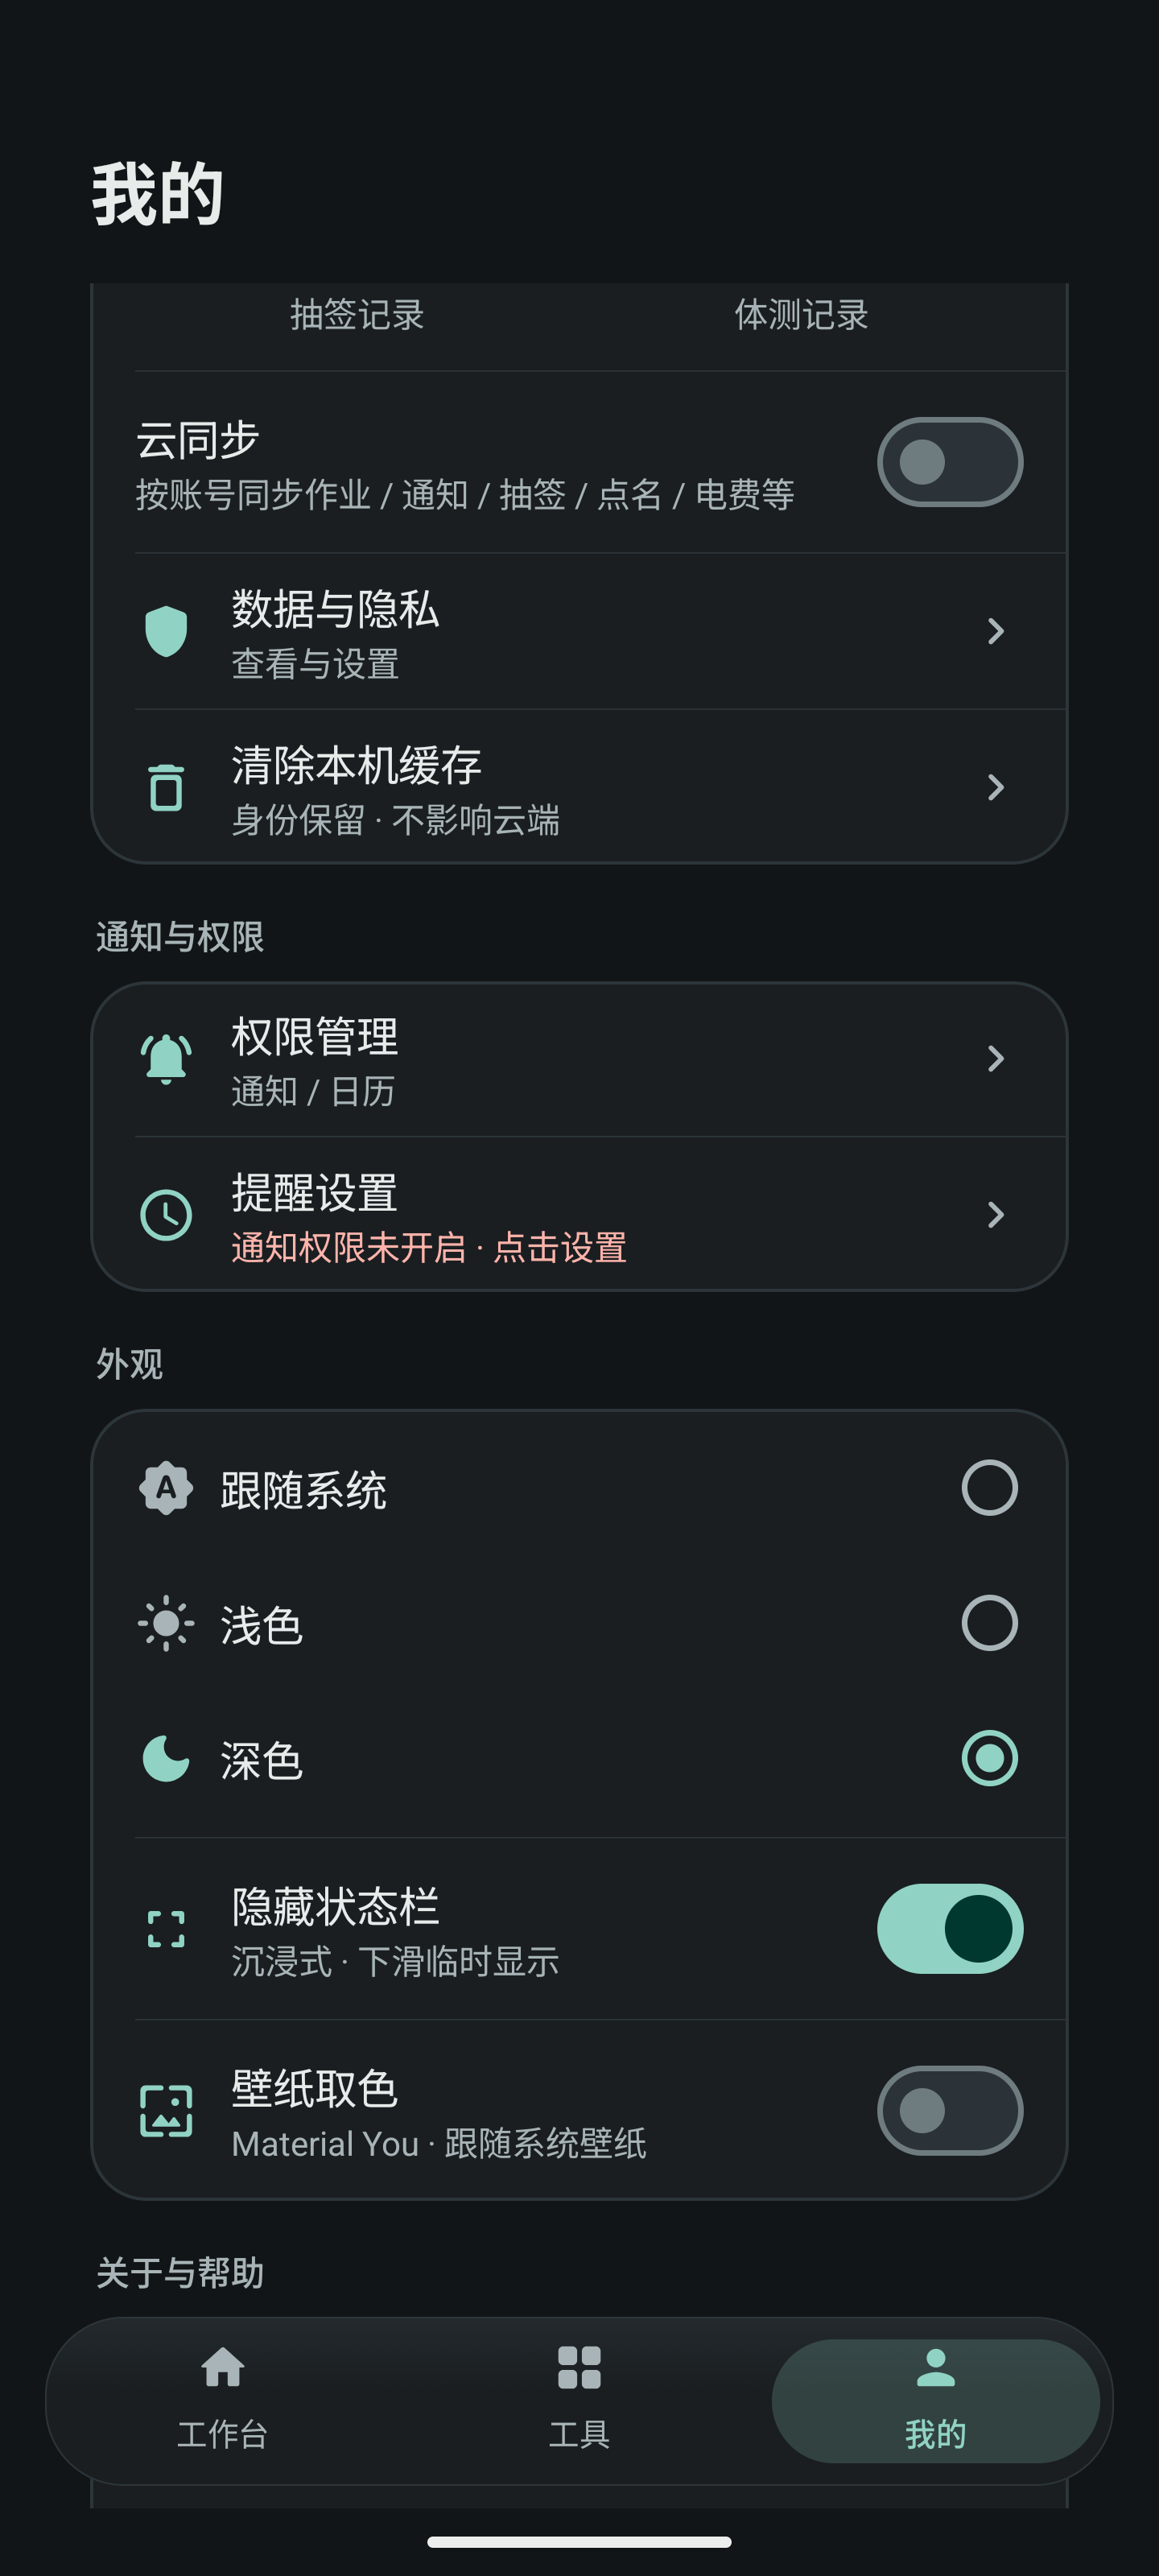 我的
抽签记录
体测记录
云同步
按账号同步作业 / 通知 / 抽签 / 点名 / 电费等
数据与隐私
查看与设置
清除本机缓存
身份保留 · 不影响云端
通知与权限
权限管理
通知 / 日历
提醒设置
通知权限未开启 · 点击设置
外观
A
跟随系统
浅色
深色
隐藏状态栏
沉浸式 · 下滑临时显示
壁纸取色
Material You · 跟随系统壁纸
关于与帮助
工作台
工具
我的